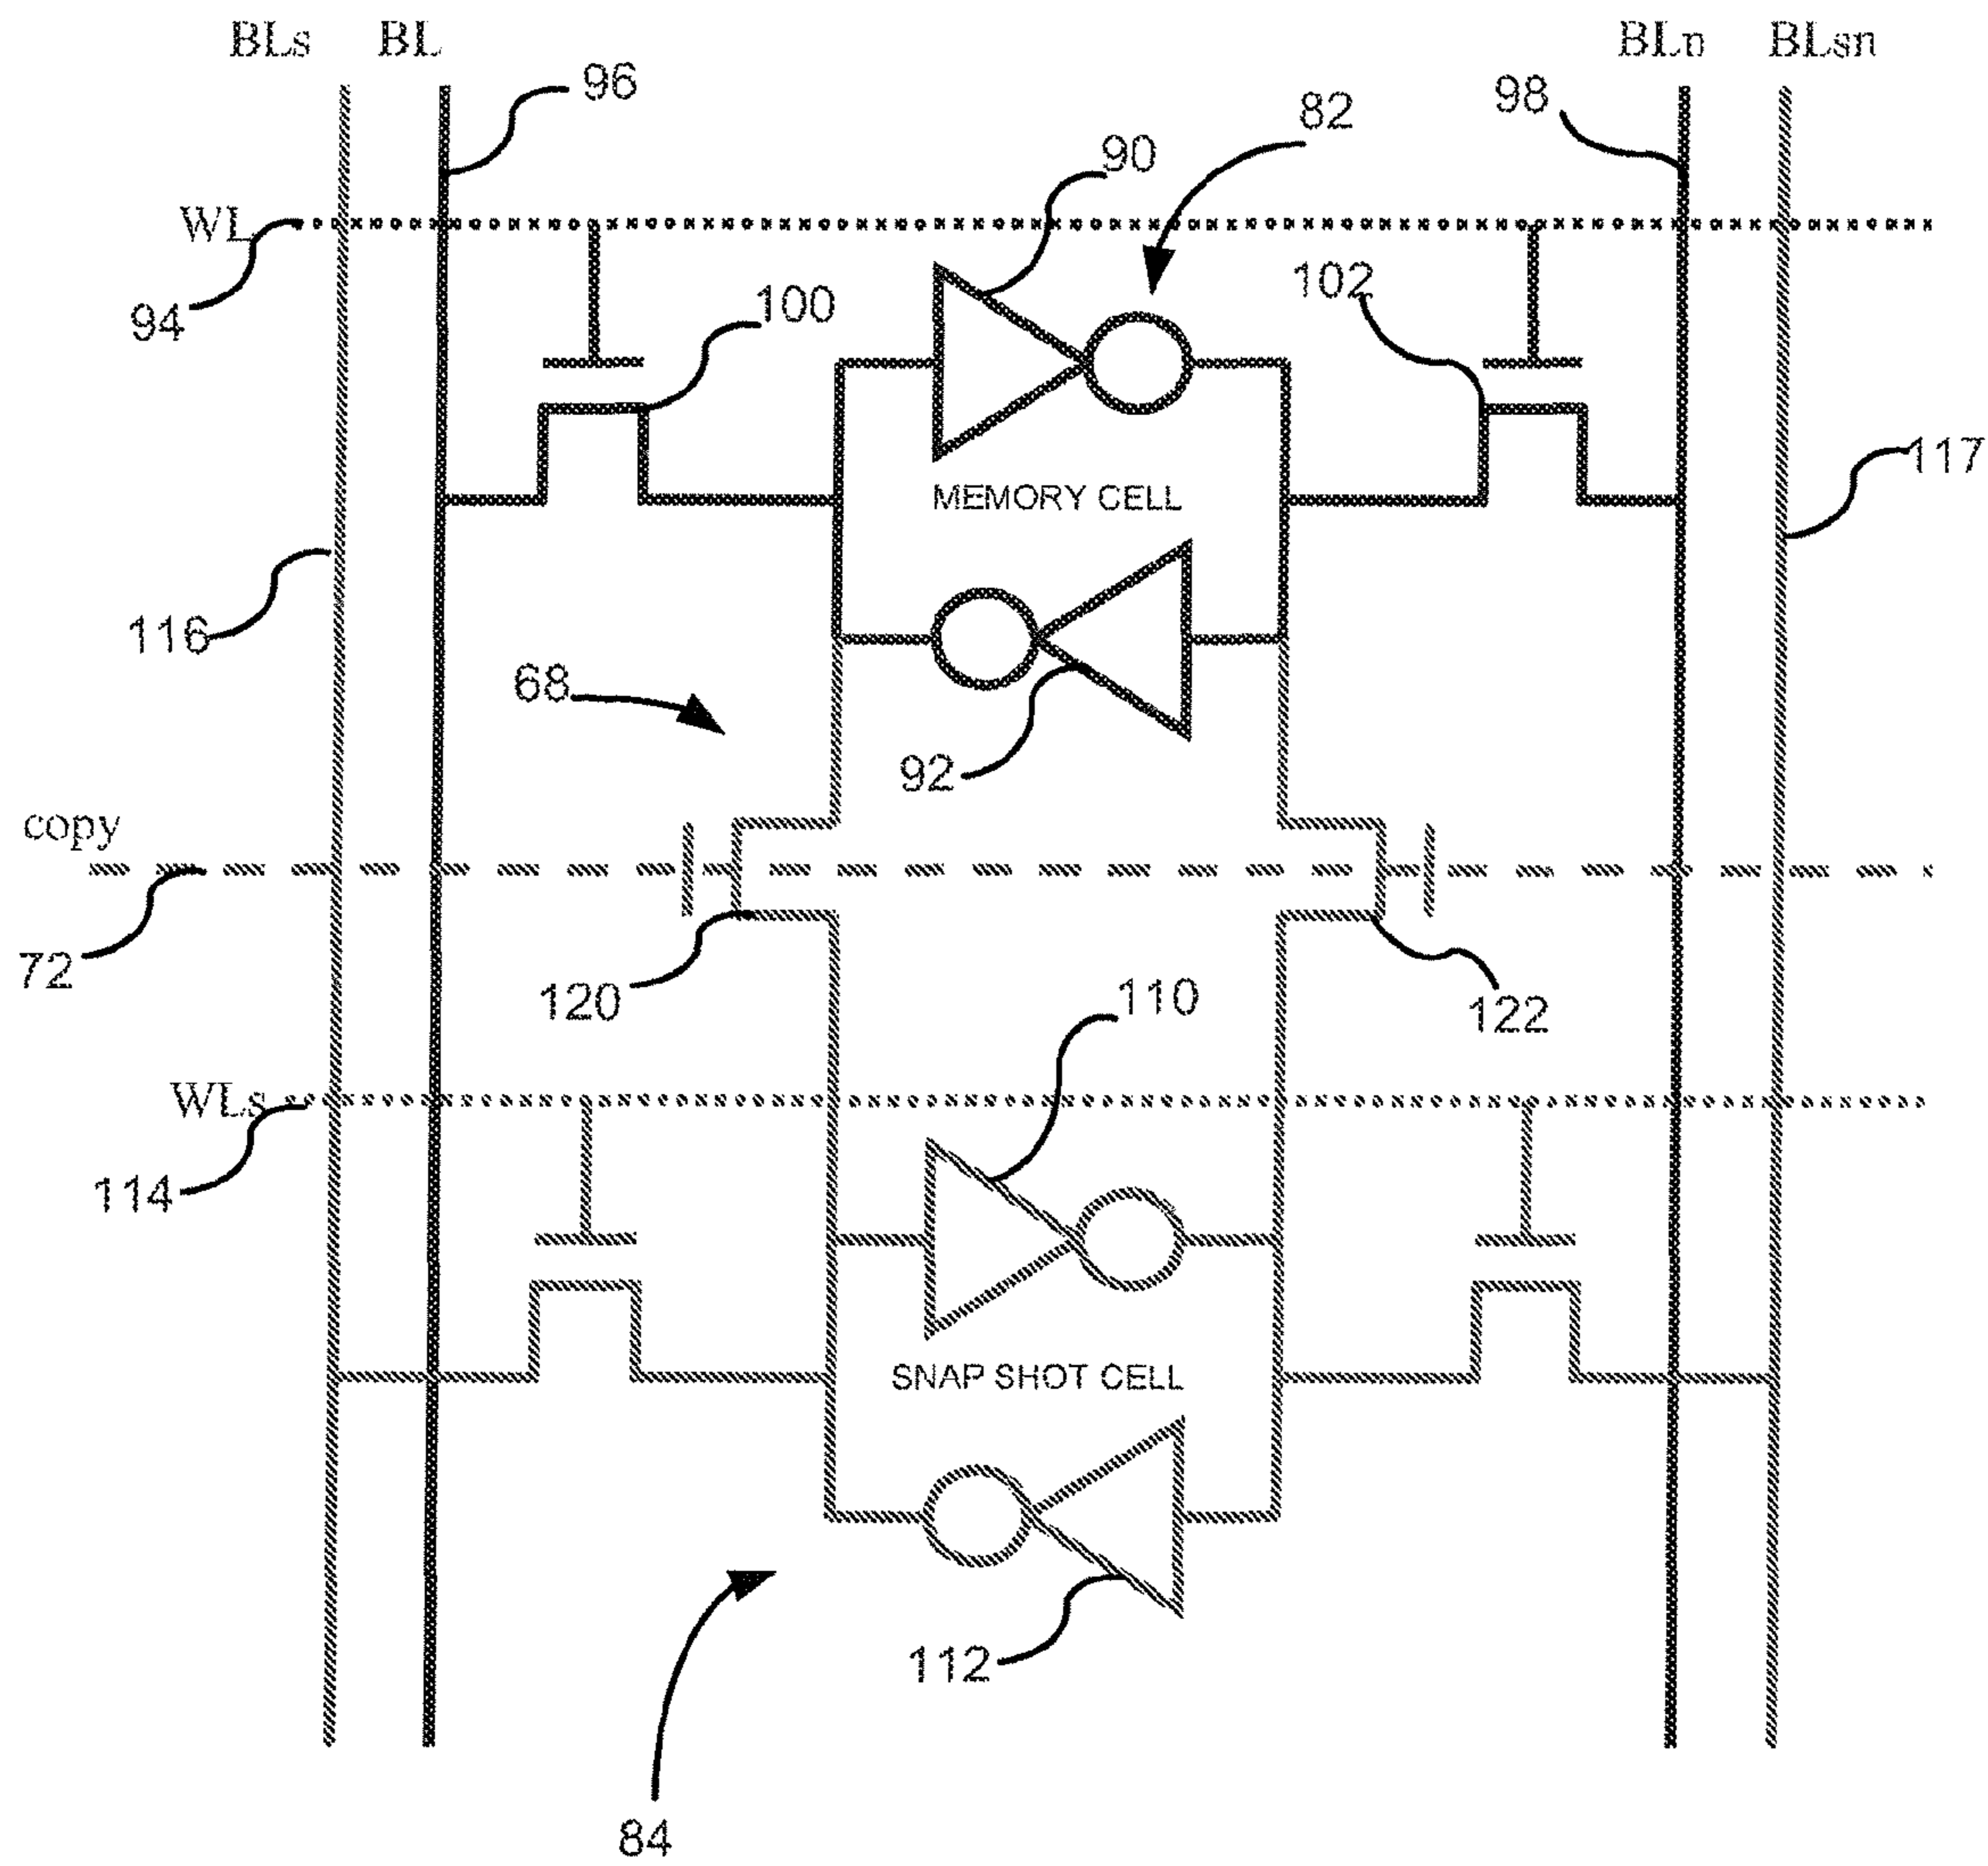 BLs BL BLn BLsn
96 98 82
90
WL
94 100 102
117
MEMORY CELL
116
68
92
copy
72 120 110 122
WLs
114
SNAP SHOT CELL
112
84